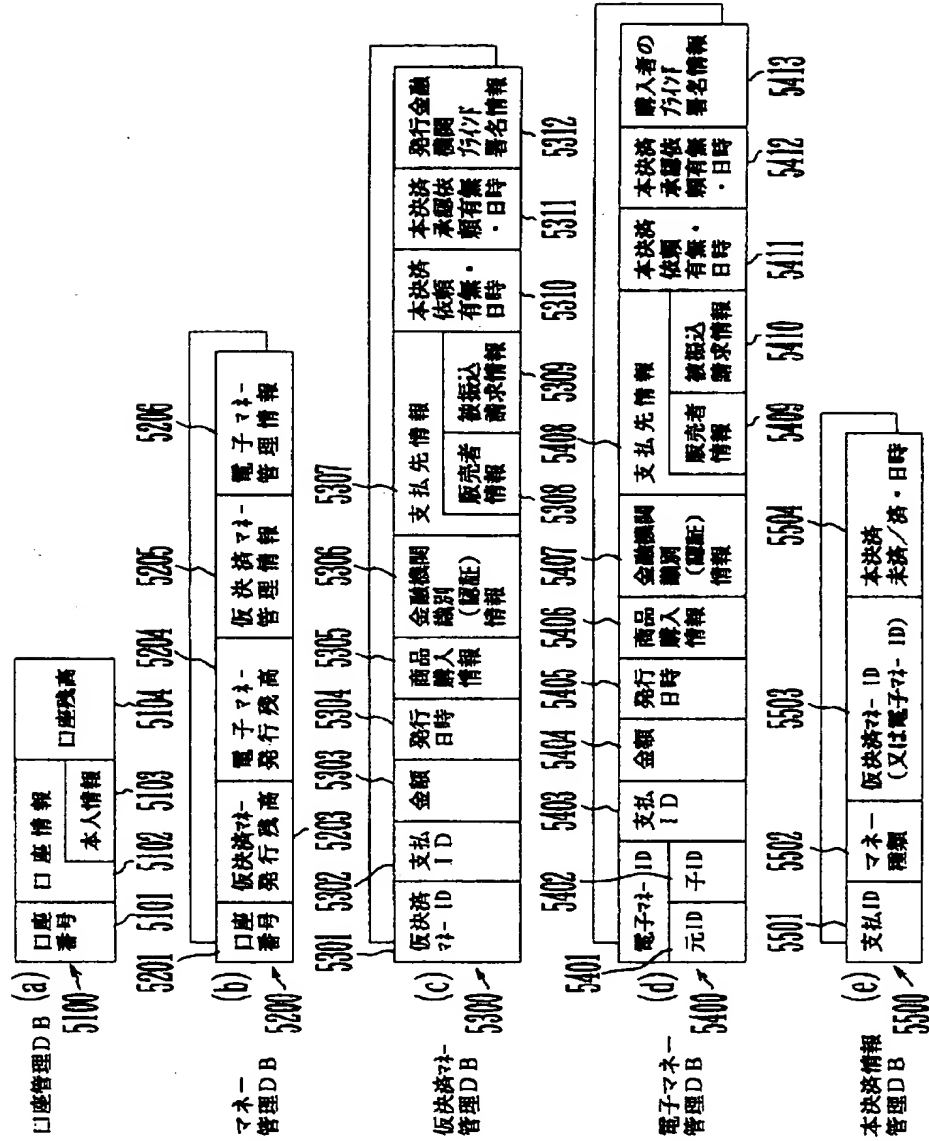 口座管理DB
(a)
5100
口座
番号
口座情報
本人情報
口座残高
5101
5102
5103
5104
マネー
管理DB
(b)
5200
5201
口座
番号
仮決済マネー
発行残高
電子マネー
発行残高
仮決済マネー
管理情報
電子マネー
管理情報
5203
5204
5205
5206
仮決済マネー
管理DB
(c)
5300
5301
5302
5303
5304
5305
5306
5307
仮決済
マネーID
支払
ID
金額
発行
日時
商品
購入
情報
金融機関
識別
(認証)
情報
支払先情報
販売者
情報
被振込
請求情報
本決済
依頼
有無・
日時
本決済
承認依
頼有無
・日時
発行金融
機関
ブラインド
署名情報
5308
5309
5310
5311
5312
電子マネー
管理DB
(d)
5400
5401
5402
5403
5404
5405
5406
5407
5408
電子マネーID
元ID
子ID
支払
ID
金額
発行
日時
商品
購入
情報
金融機関
識別
(認証)
情報
支払先情報
販売者
情報
被振込
請求情報
本決済
依頼
有無・
日時
本決済
承認依
頼有無
・日時
購入者の
ブラインド
署名情報
5409
5410
5411
5412
5413
本決済情報
管理DB
(e)
5500
5501
5502
5503
5504
支払ID
マネー
種類
仮決済マネーID
(又は電子マネーID)
本決済
未済/済・日時